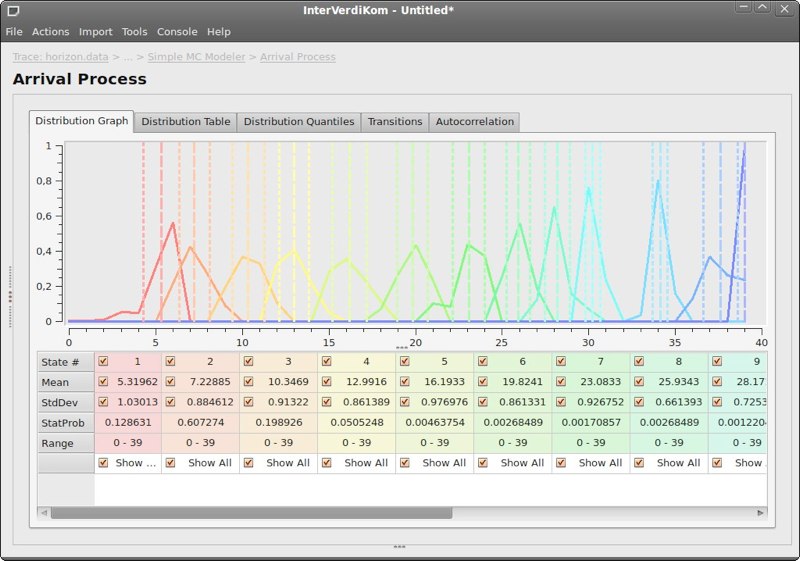 InterVerdiKom - Untitled*
File Actions Import Tools Console Help
Trace: horizon.data > ... > Simple MC Modeler > Arrival Process
Arrival Process
Distribution Graph Distribution Table Distribution Quantiles Transitions Autocorrelation
1
0,8
0,6
0,4
0,2
0
0 5 10 15 20 25 30 35 40
State # 1 2 3 4 5 6 7 8 9
Mean 5.31962 7.22885 10.3469 12.9916 16.1933 19.8241 23.0833 25.9343 28.17
StdDev 1.03013 0.884612 0.91322 0.861389 0.976976 0.861331 0.926752 0.661393 0.7253
StatProb 0.128631 0.607274 0.198926 0.0505248 0.00463754 0.00268489 0.00170857 0.00268489 0.001220
Range 0 - 39 0 - 39 0 - 39 0 - 39 0 - 39 0 - 39 0 - 39 0 - 39 0 - 39
Show ... Show All Show All Show All Show All Show All Show All Show All Show